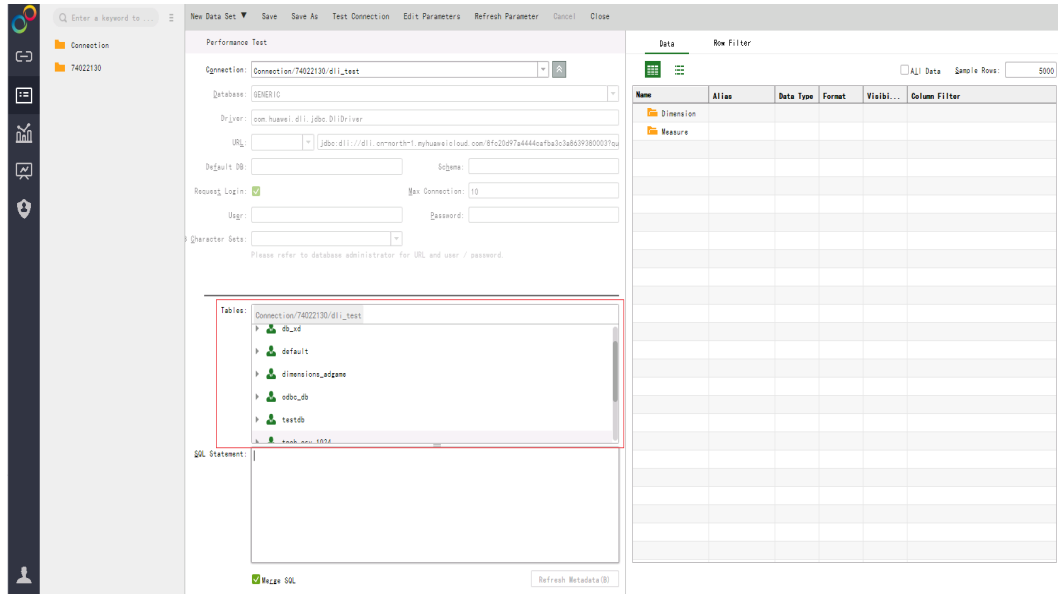 Enter a keyword to ...
Connection
74022130
New Data Set ▼ Save Save As Test Connection Edit Parameters Refresh Parameter Cancel Close
Performance Test
Connection: Connection/74022130/dli_test
Database: GENERIC
Driver: com.huawei.dli.jdbc.DliDriver
URL:
Default DB: Schema:
Request Login: Max Connection: 10
User: Password:
Character Sets:
Please refer to database administrator for URL and user / password
Tables: Connection/74022130/dli_test
db_xd
default
dimensions_adgame
odbc_db
testdb
SQL Statement:
Merge SQL Refresh Metadata(B)
Data Row Filter
All Data Sample Rows: 5000
Name Alias Data Type Format Visibi... Column Filter
Dimension
Measure